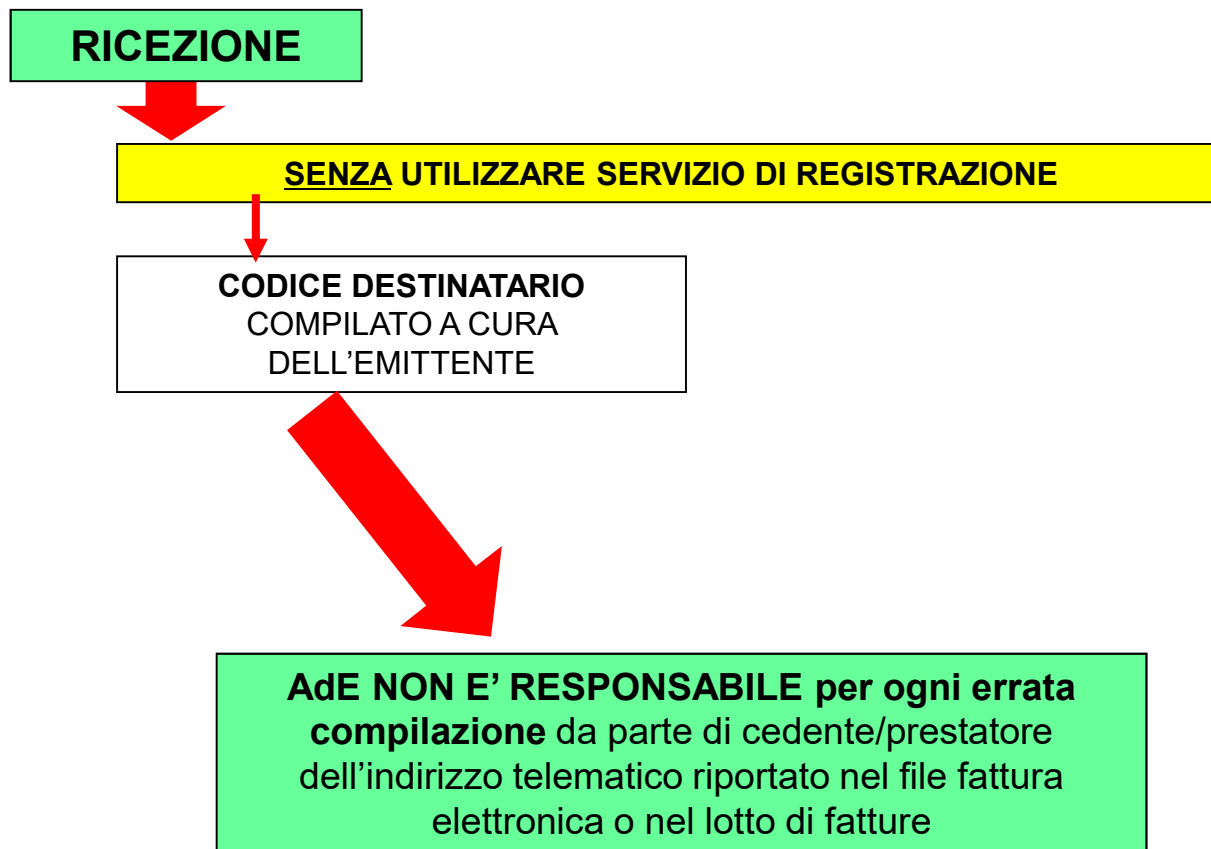 RICEZIONE
SENZA UTILIZZARE SERVIZIO DI REGISTRAZIONE
CODICE DESTINATARIO
COMPILATO A CURA
DELL’EMITTENTE
AdE NON E’ RESPONSABILE per ogni errata
compilazione da parte di cedente/prestatore
dell’indirizzo telematico riportato nel file fattura
elettronica o nel lotto di fatture